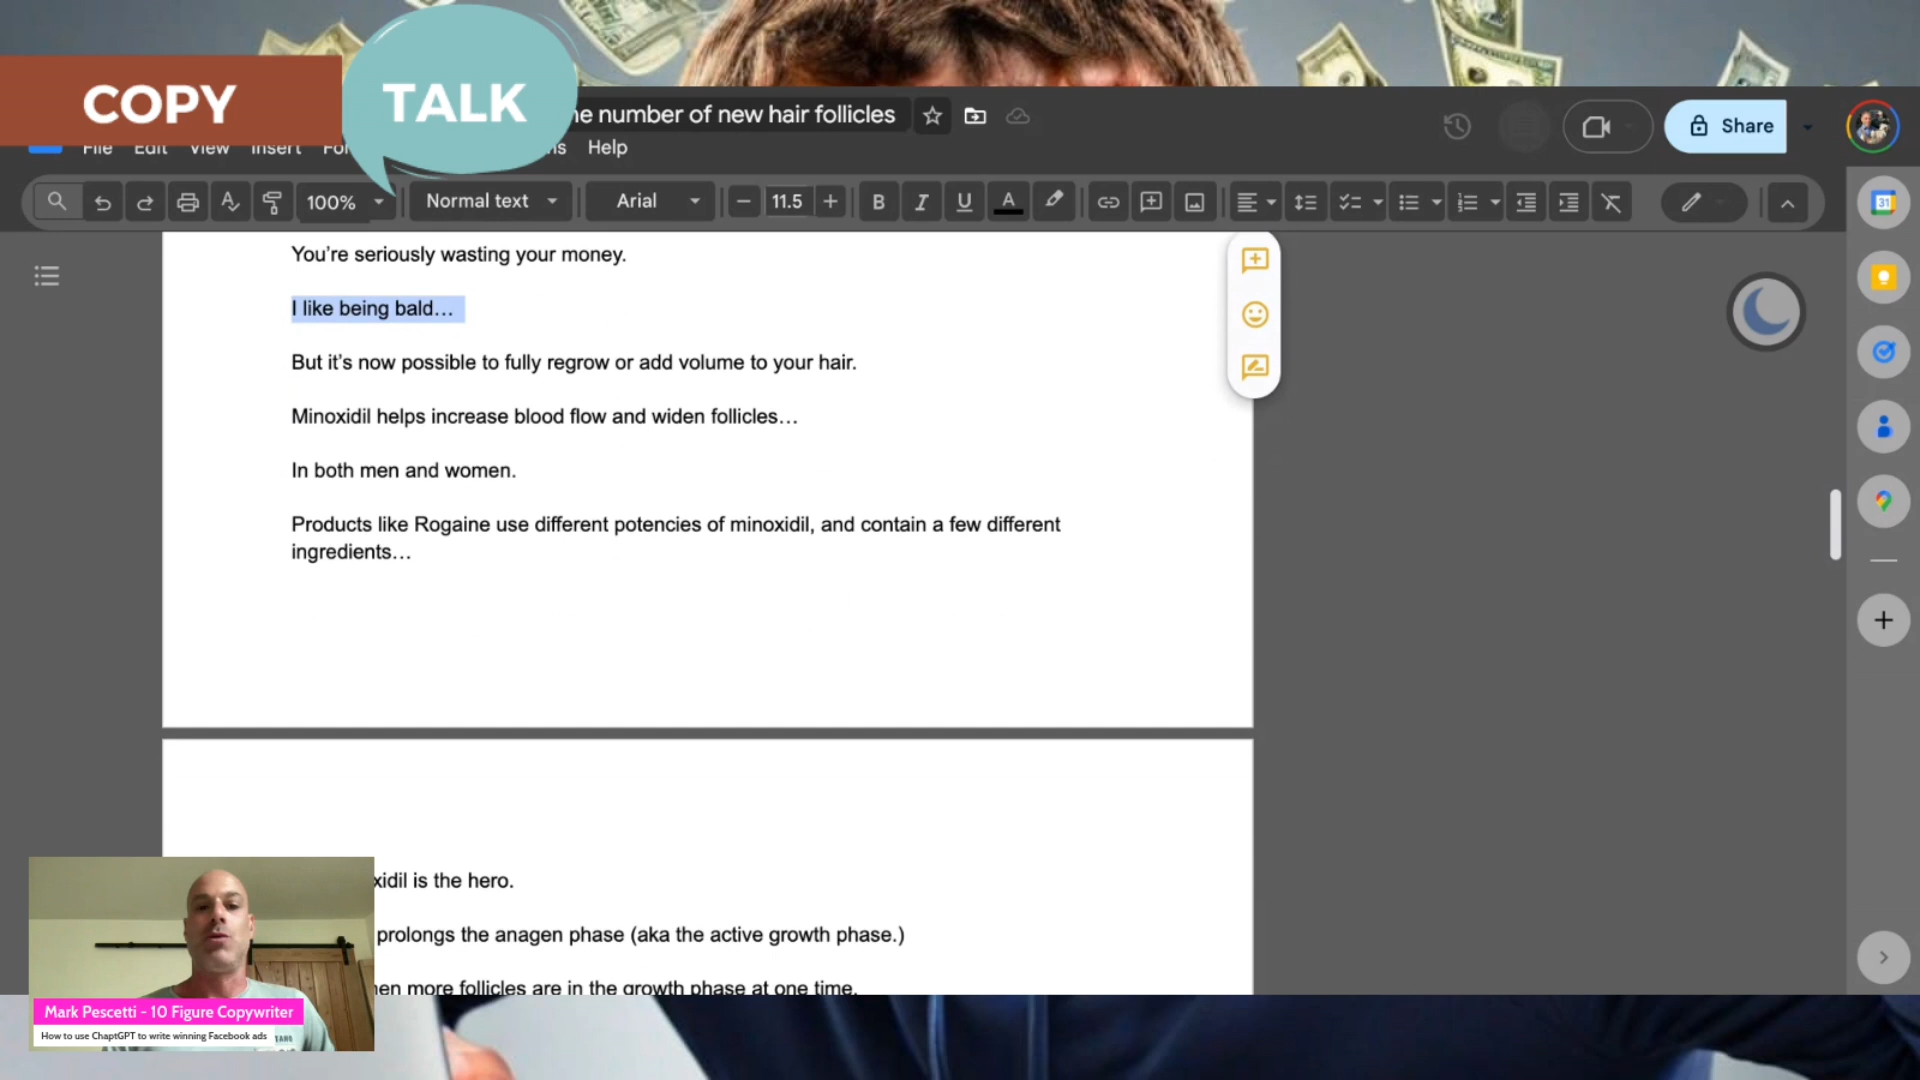 COPY
TALK
he number of new hair follicles
Share
File Edit View Insert
Help
100%
Normal text
Arial
11.5
B I U A
31
You're seriously wasting your money.
I like being bald…
But it's now possible to fully regrow or add volume to your hair.
Minoxidil helps increase blood flow and widen follicles…
In both men and women.
Products like Rogaine use different potencies of minoxidil, and contain a few different
ingredients…
xidil is the hero.
prolongs the anagen phase (aka the active growth phase.)
en more follicles are in the growth phase at one time.
Mark Pescetti - 10 Figure Copywriter
How to use ChaptGPT to write winning Facebook ads